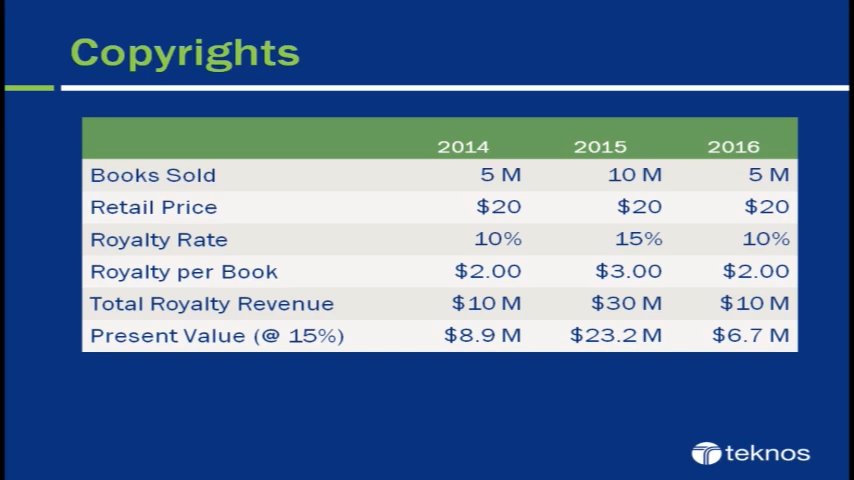 Copyrights
2014 2015 2016
Books Sold 5 M 10 M 5 M
Retail Price $20 $20 $20
Royalty Rate 10% 15% 10%
Royalty per Book $2.00 $3.00 $2.00
Total Royalty Revenue $10 M $30 M $10 M
Present Value (@ 15%) $8.9 M $23.2 M $6.7 M
teknos